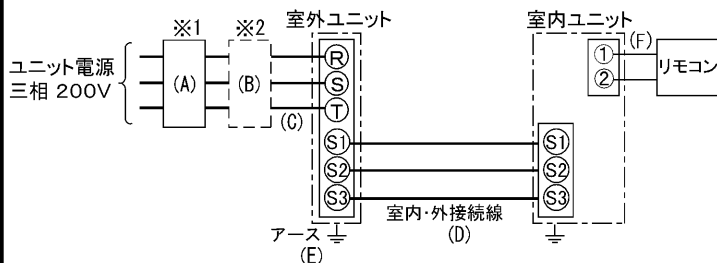 ※1
※2
室外ユニット
室内ユニット
ユニット電源
三相 200V
(A)
(B)
(C)
R
S
T
S1
S2
S3
室内・外接続線
(D)
アース
(E)
S1
S2
S3
1
2
(F)
リモコン